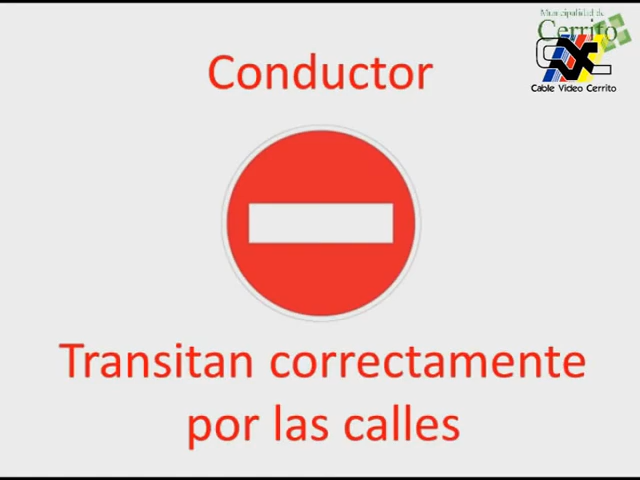 Municipalidad de
Cerrito
Cable Video Cerrito
Conductor
Transitan correctamente
por las calles